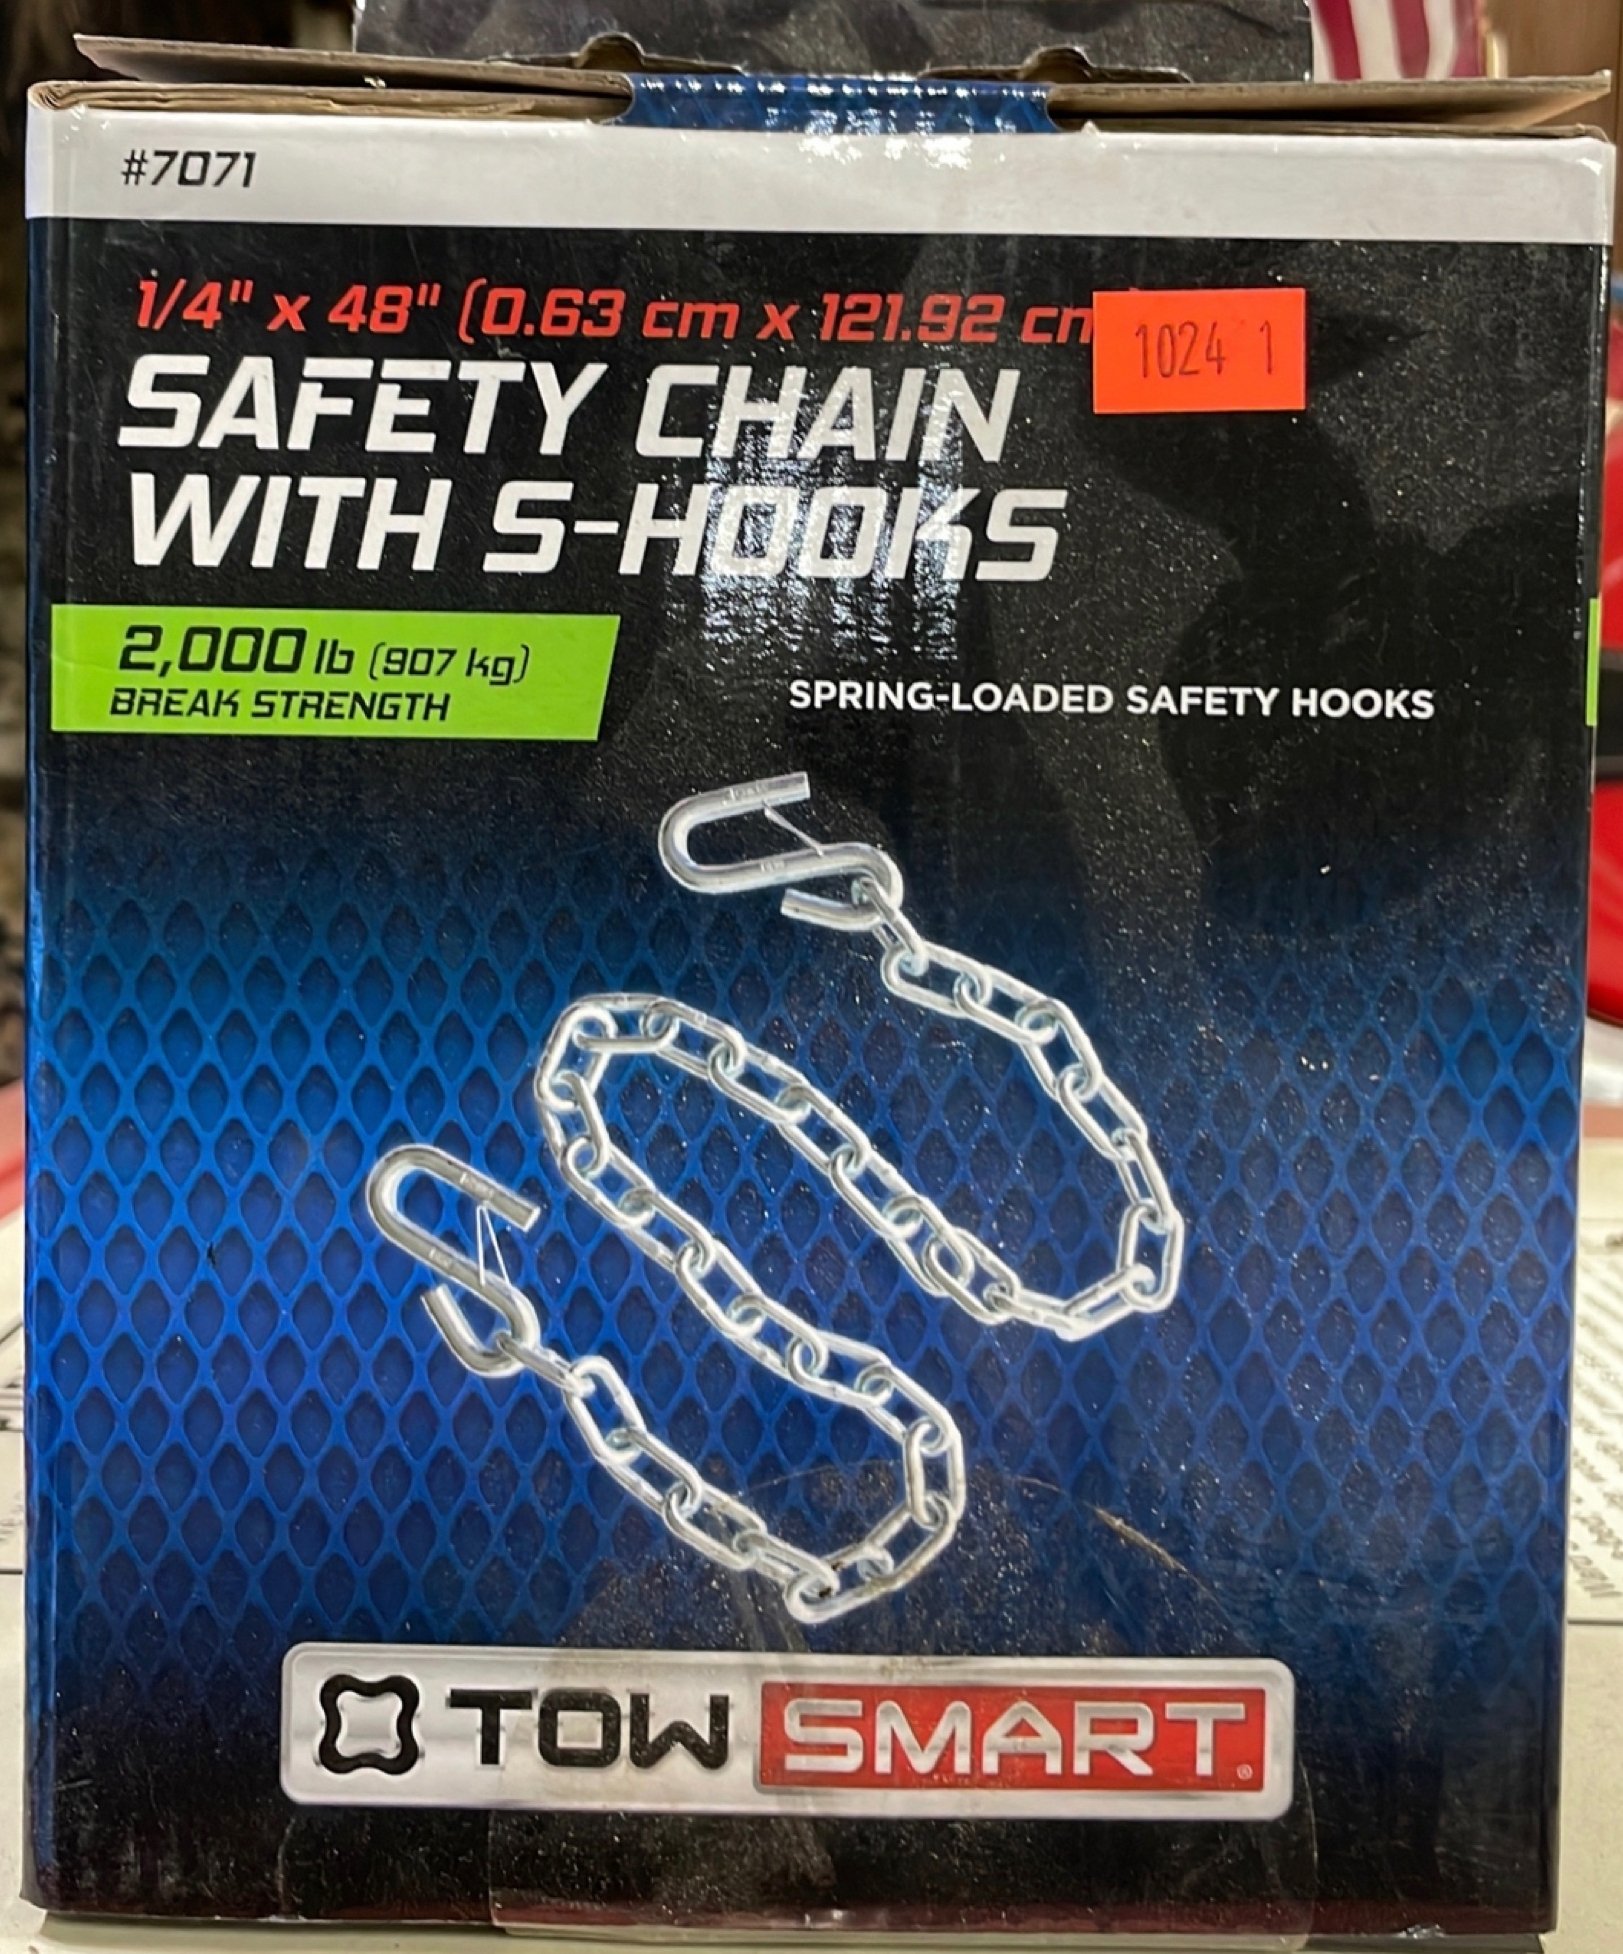 #7071
1/4" x 48" (0.63 cm x 121.92 cm
1024 1
SAFETY CHAIN
WITH S-HOOKS
2,000 lb (907 kg)
BREAK STRENGTH
SPRING-LOADED SAFETY HOOKS
TOW SMART®